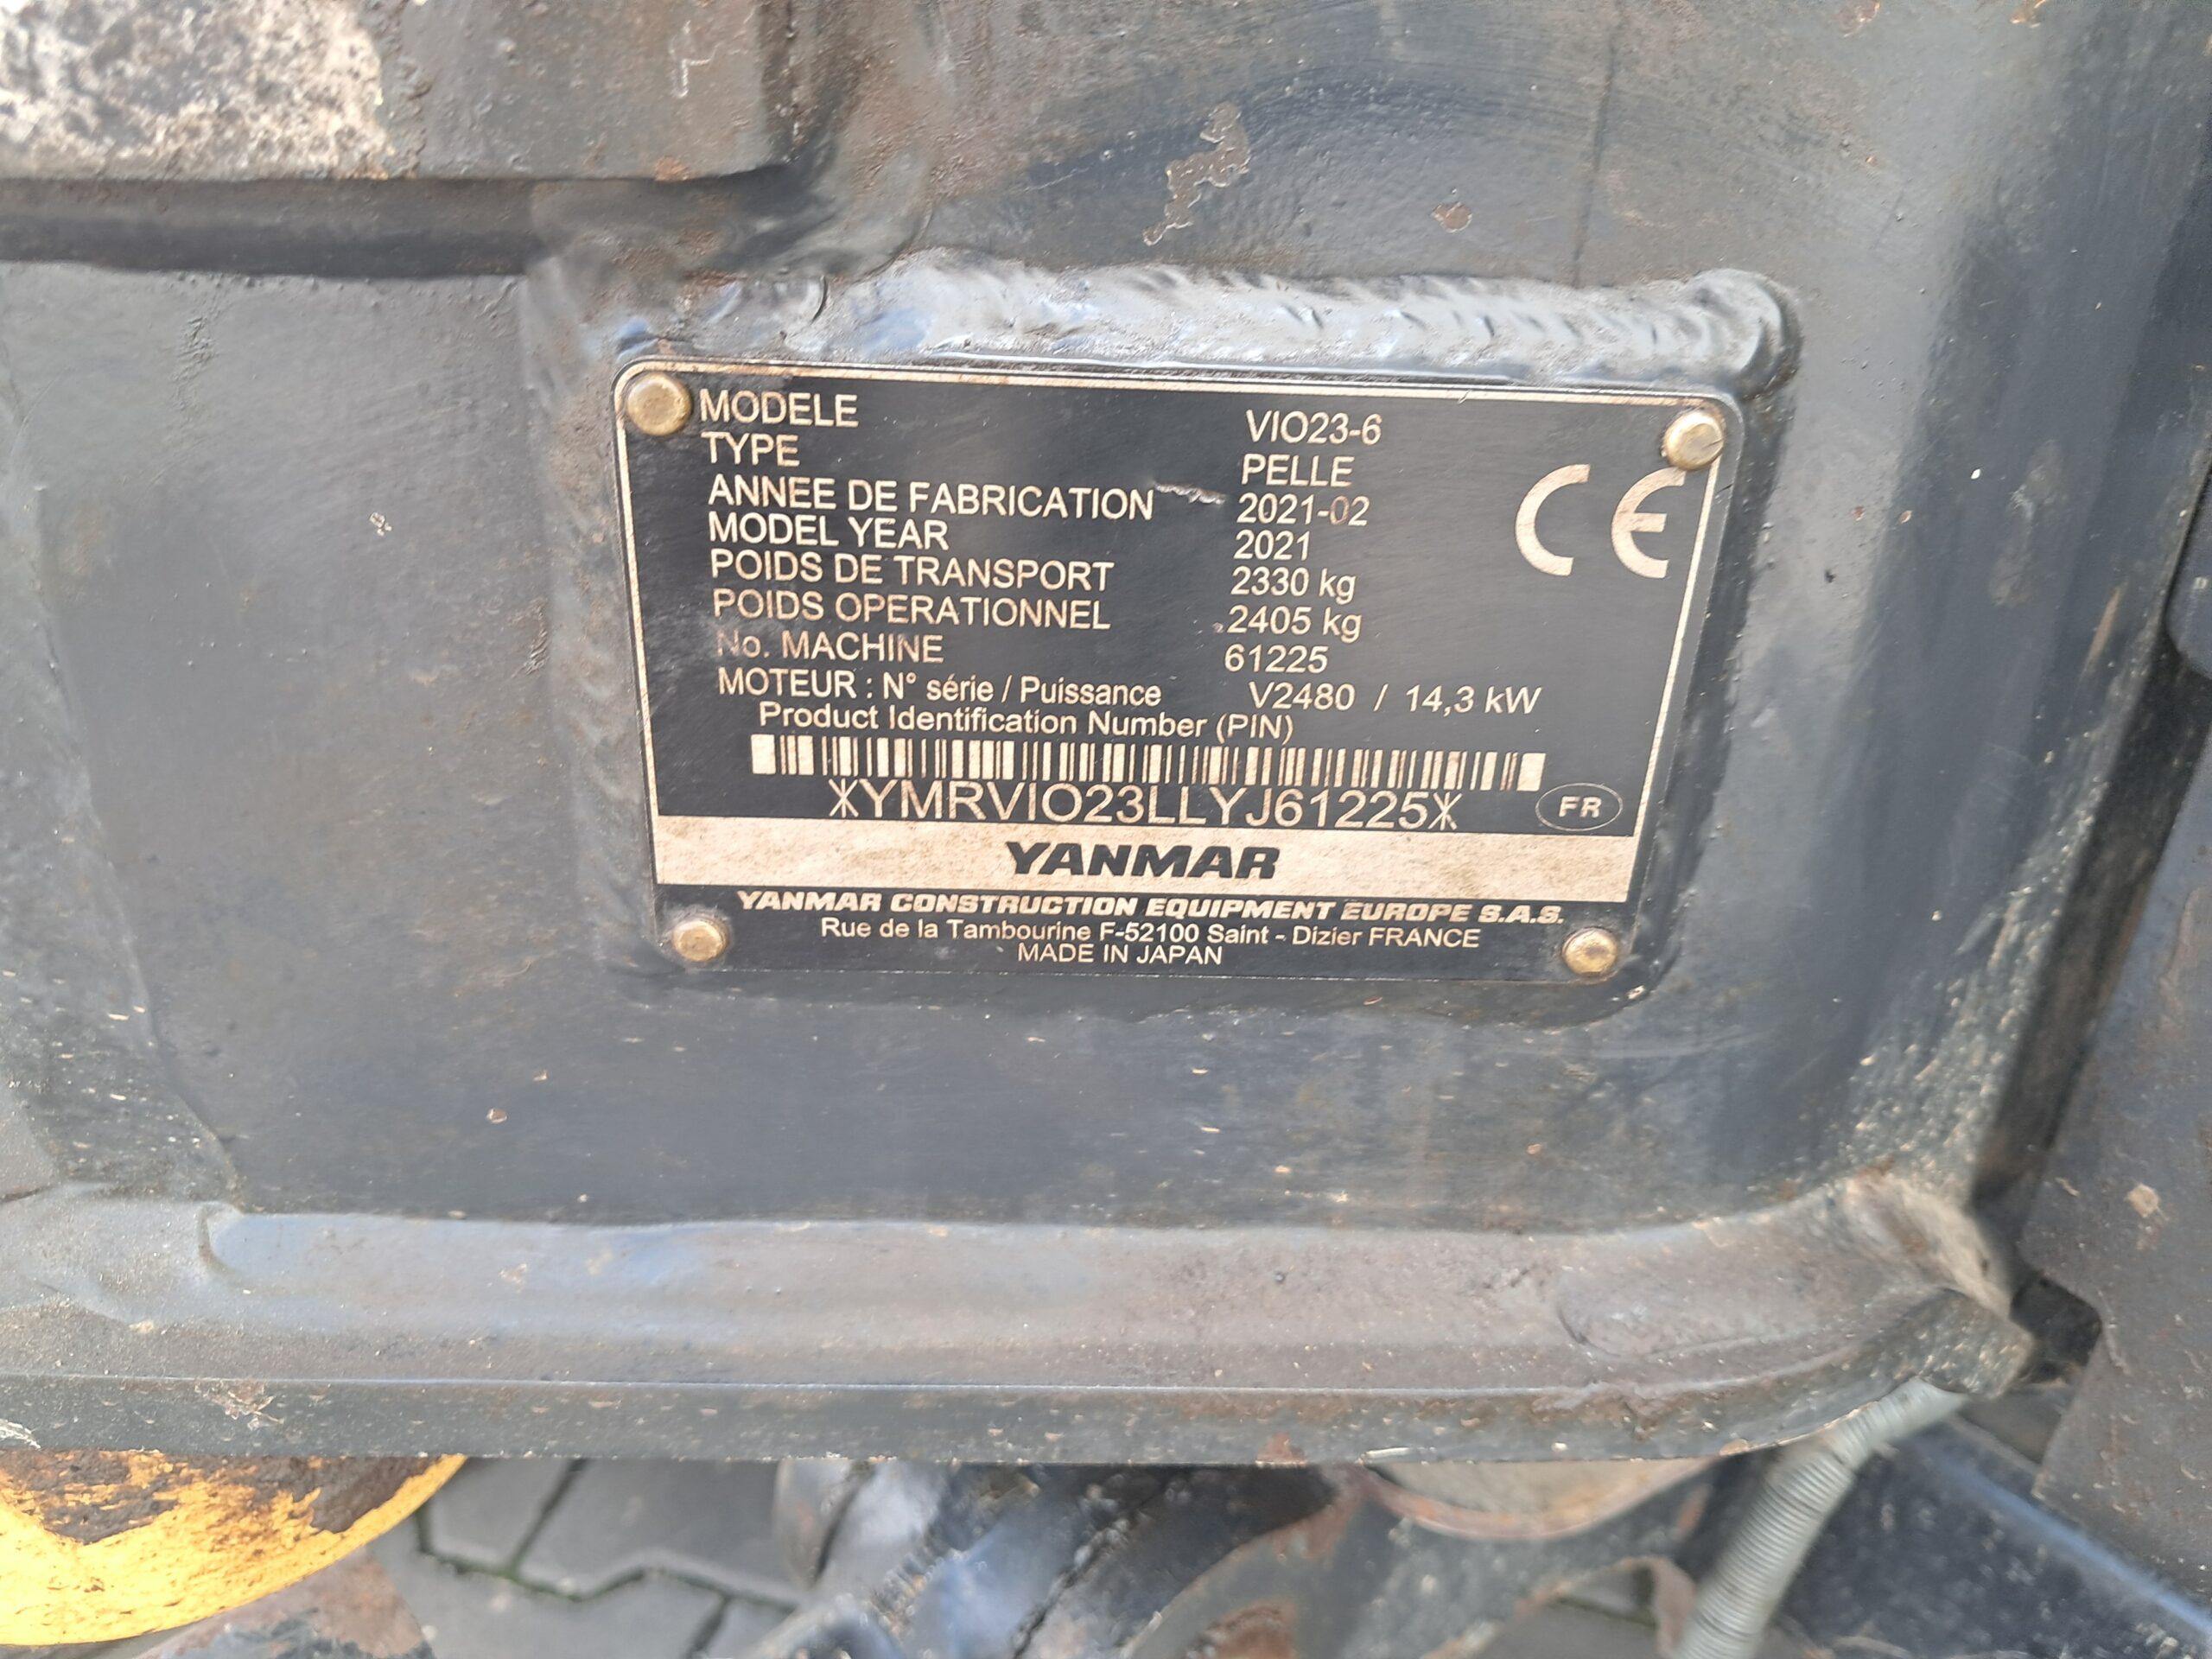 MODELE VIO23-6
TYPE PELLE
ANNEE DE FABRICATION 2021-02
MODEL YEAR 2021
POIDS DE TRANSPORT 2330 kg
POIDS OPERATIONNEL 2405 kg
No. MACHINE 61225
MOTEUR : N° série / Puissance V2480 / 14,3 kW
Product Identification Number (PIN)
*YMRVIO23LLYJ61225*
CE
FR
YANMAR
YANMAR CONSTRUCTION EQUIPMENT EUROPE S.A.S.
Rue de la Tambourine F-52100 Saint - Dizier FRANCE
MADE IN JAPAN